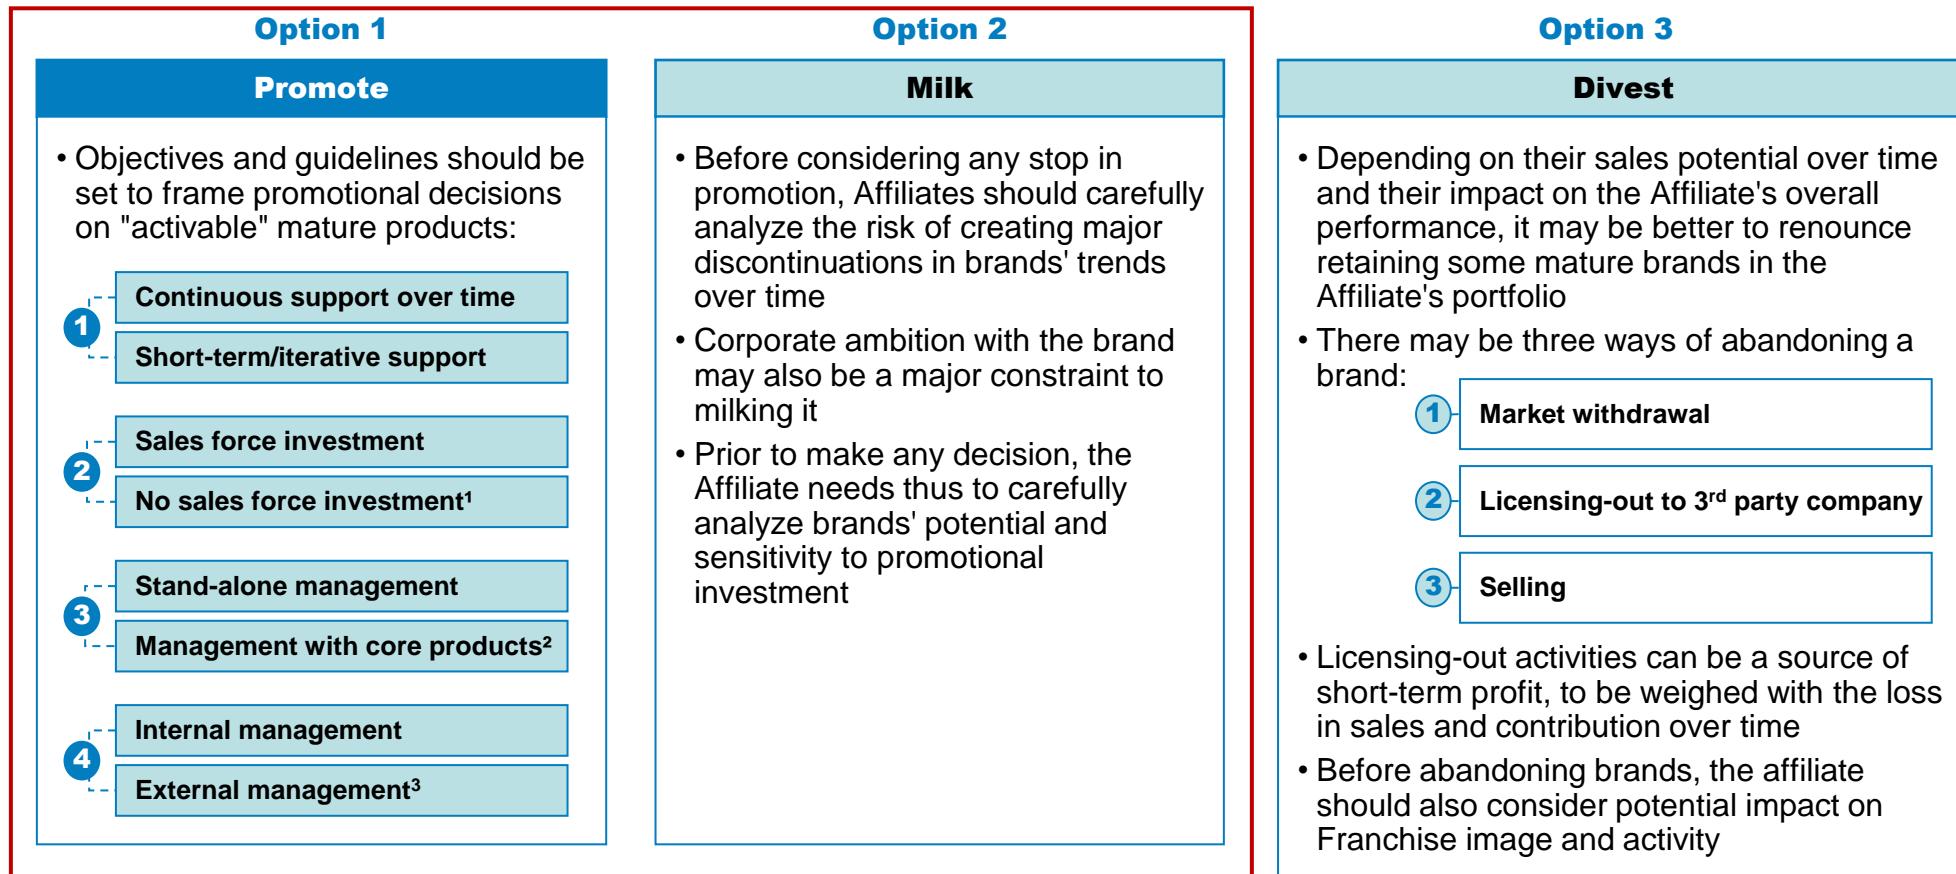 Option 1
Promote
• Objectives and guidelines should be
set to frame promotional decisions
on "activable" mature products:
1
Continuous support over time
Short-term/iterative support
2
Sales force investment
No sales force investment¹
3
Stand-alone management
Management with core products²
4
Internal management
External management³
Option 2
Milk
• Before considering any stop in
promotion, Affiliates should carefully
analyze the risk of creating major
discontinuations in brands' trends
over time
• Corporate ambition with the brand
may also be a major constraint to
milking it
• Prior to make any decision, the
Affiliate needs thus to carefully
analyze brands' potential and
sensitivity to promotional
investment
Option 3
Divest
• Depending on their sales potential over time
and their impact on the Affiliate's overall
performance, it may be better to renounce
retaining some mature brands in the
Affiliate's portfolio
• There may be three ways of abandoning a
brand:
1
Market withdrawal
2
Licensing-out to 3rd party company
3
Selling
• Licensing-out activities can be a source of
short-term profit, to be weighed with the loss
in sales and contribution over time
• Before abandoning brands, the affiliate
should also consider potential impact on
Franchise image and activity